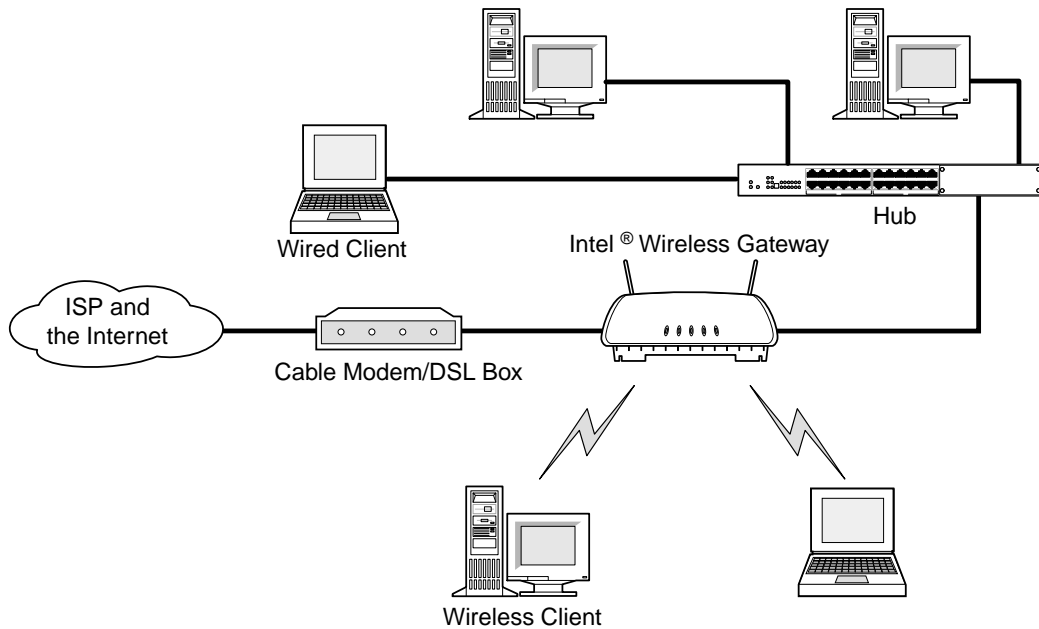 Hub
Wired Client
Intel ® Wireless Gateway
ISP and
the Internet
Cable Modem/DSL Box
Wireless Client